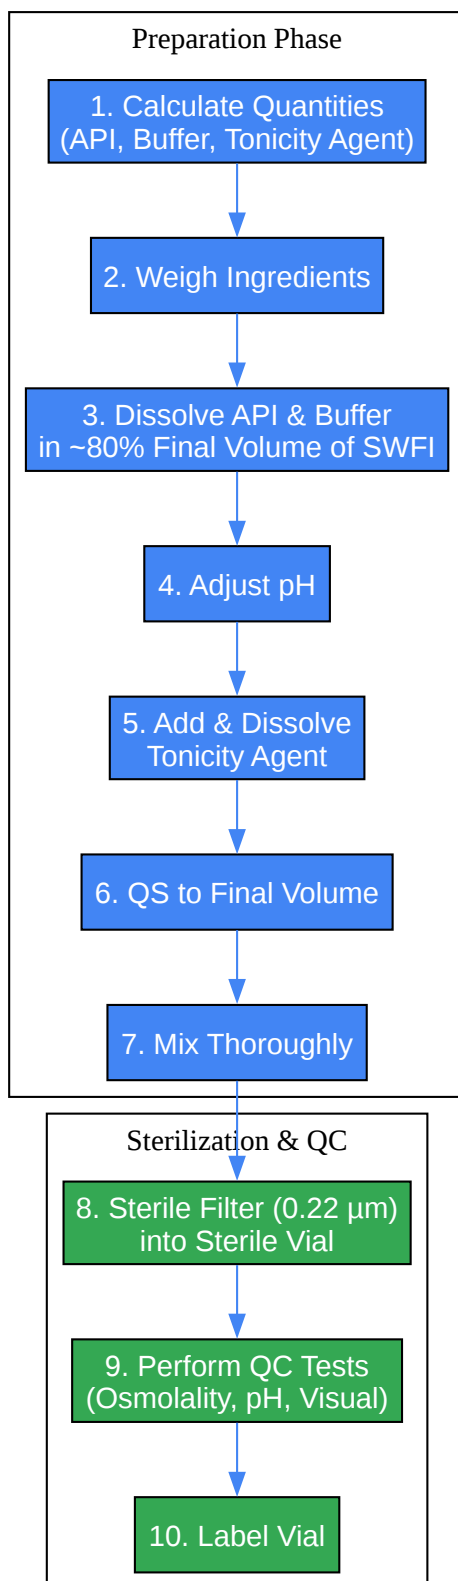 Preparation Phase
1. Calculate Quantities
(API, Buffer, Tonicity Agent)
2. Weigh Ingredients
3. Dissolve API & Buffer
in ~80% Final Volume of SWFI
4. Adjust pH
5. Add & Dissolve
Tonicity Agent
6. QS to Final Volume
7. Mix Thoroughly
Sterilization & QC
8. Sterile Filter (0.22 µm)
into Sterile Vial
9. Perform QC Tests
(Osmolality, pH, Visual)
10. Label Vial